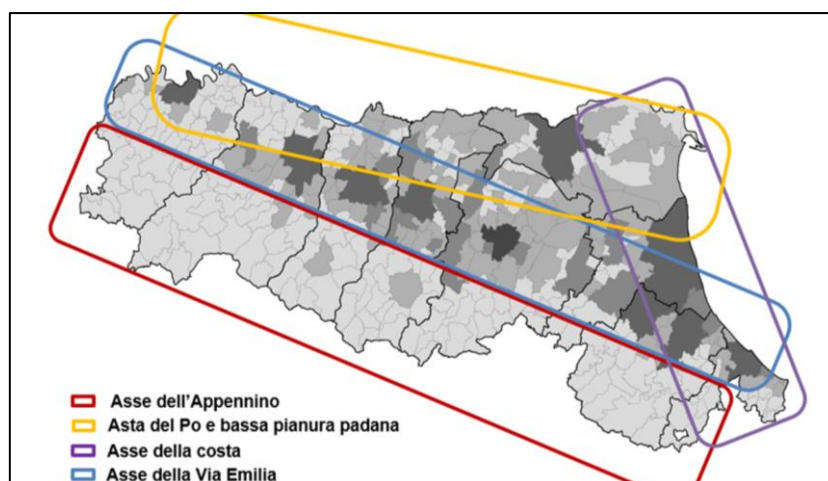 Asse dell'Appennino
Asta del Po e bassa pianura padana
Asse della costa
Asse della Via Emilia